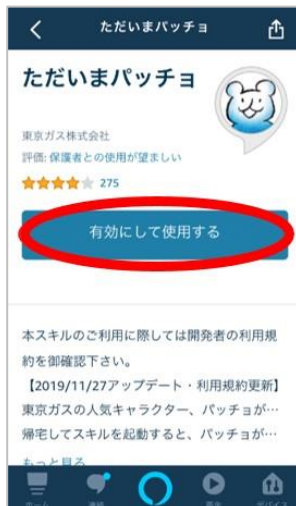 ただいまパッチョ
ただいまパッチョ
東京ガス株式会社
評価: 保護者との使用が望ましい
275
有効にして使用する
本スキルのご利用に際しては開発者の利用規
約を御確認下さい。
【2019/11/27アップデート・利用規約更新】
東京ガスの人気キャラクター、パッチョが…
帰宅してスキルを起動すると、パッチョが…
もっと見る
ホーム
デバイス